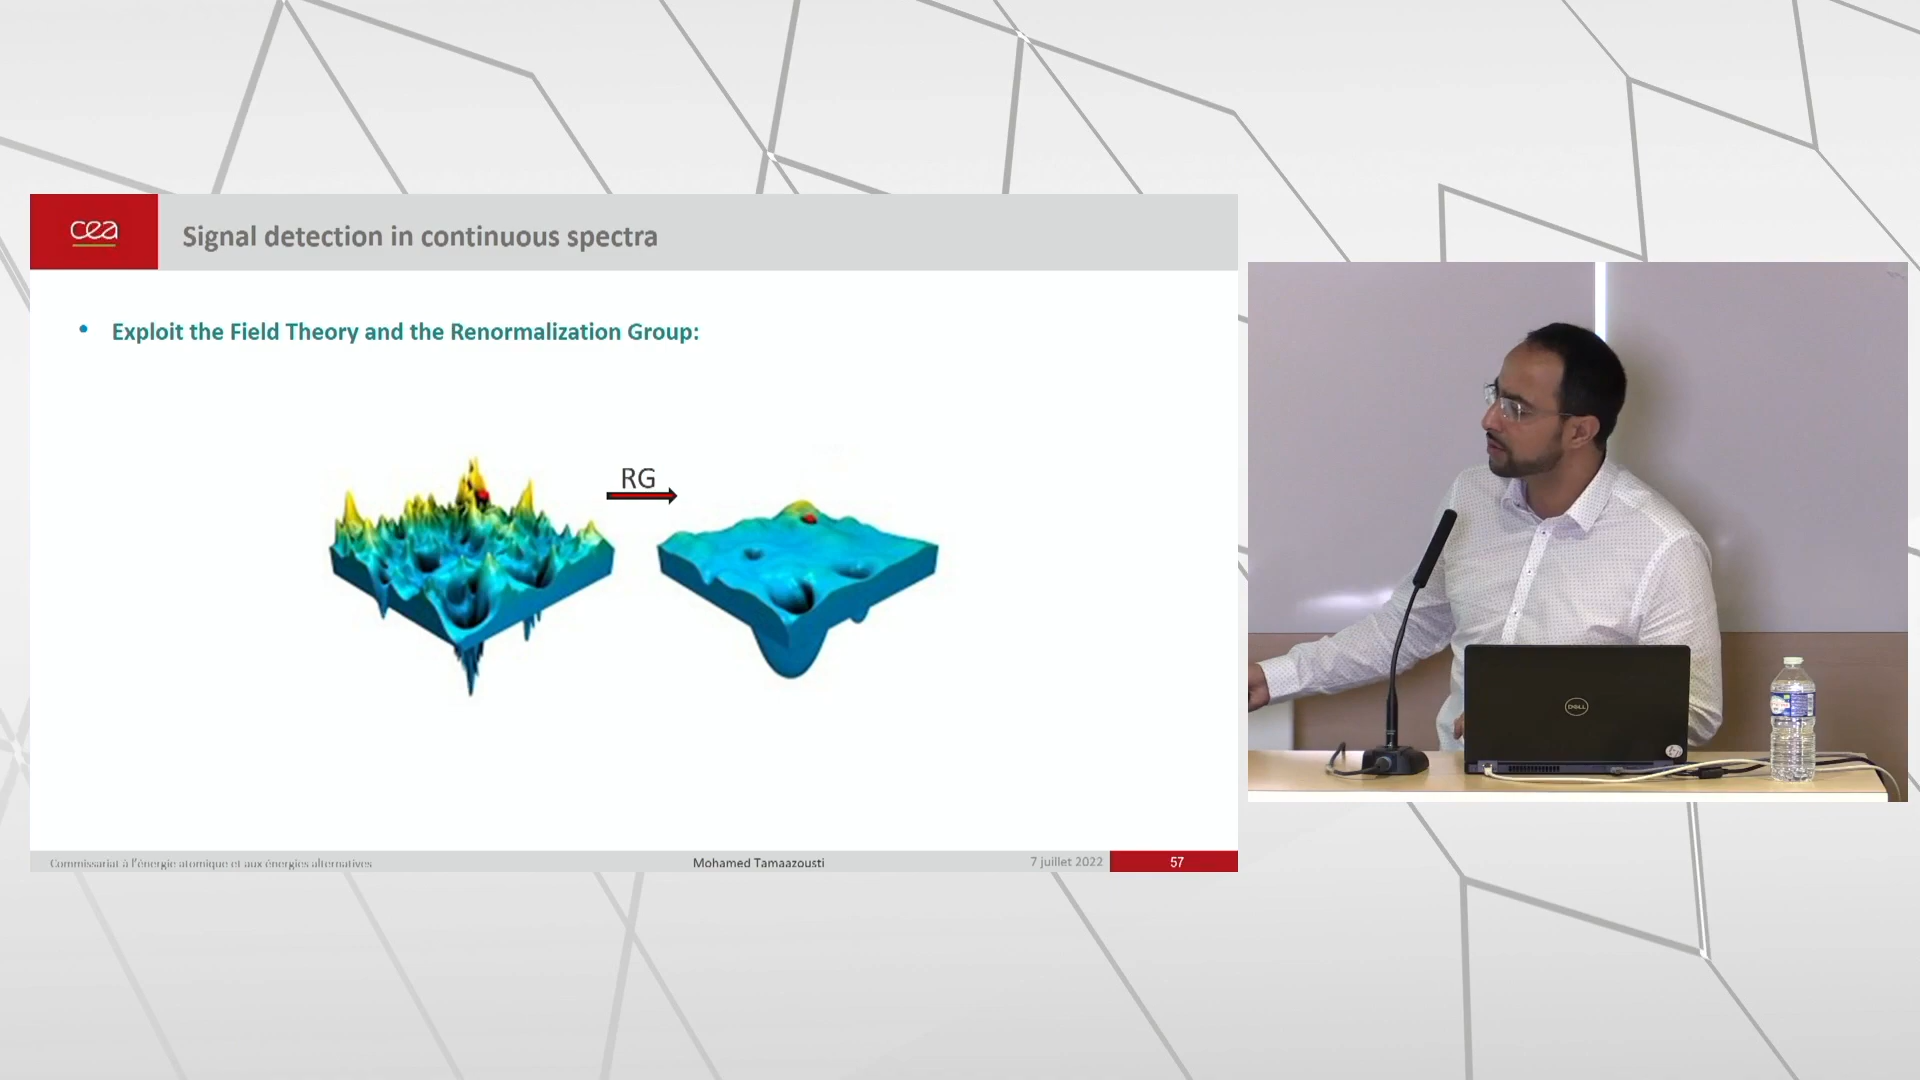 cea
Signal detection in continuous spectra
• Exploit the Field Theory and the Renormalization Group:
RG
Commissariat à l'énergie atomique et aux énergies alternatives
Mohamed Tamaazousti
7 juillet 2022
57
DELL